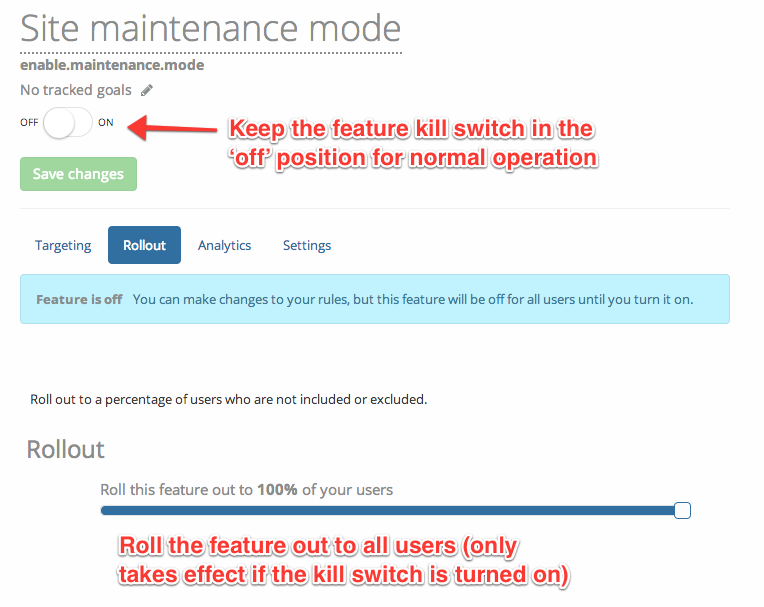 Site maintenance mode
enable.maintenance.mode
No tracked goals
OFF ON
Keep the feature kill switch in the
‘off’ position for normal operation
Save changes
Targeting Rollout Analytics Settings
Feature is off You can make changes to your rules, but this feature will be off for all users until you turn it on.
Roll out to a percentage of users who are not included or excluded.
Rollout
Roll this feature out to 100% of your users
Roll the feature out to all users (only
takes effect if the kill switch is turned on)